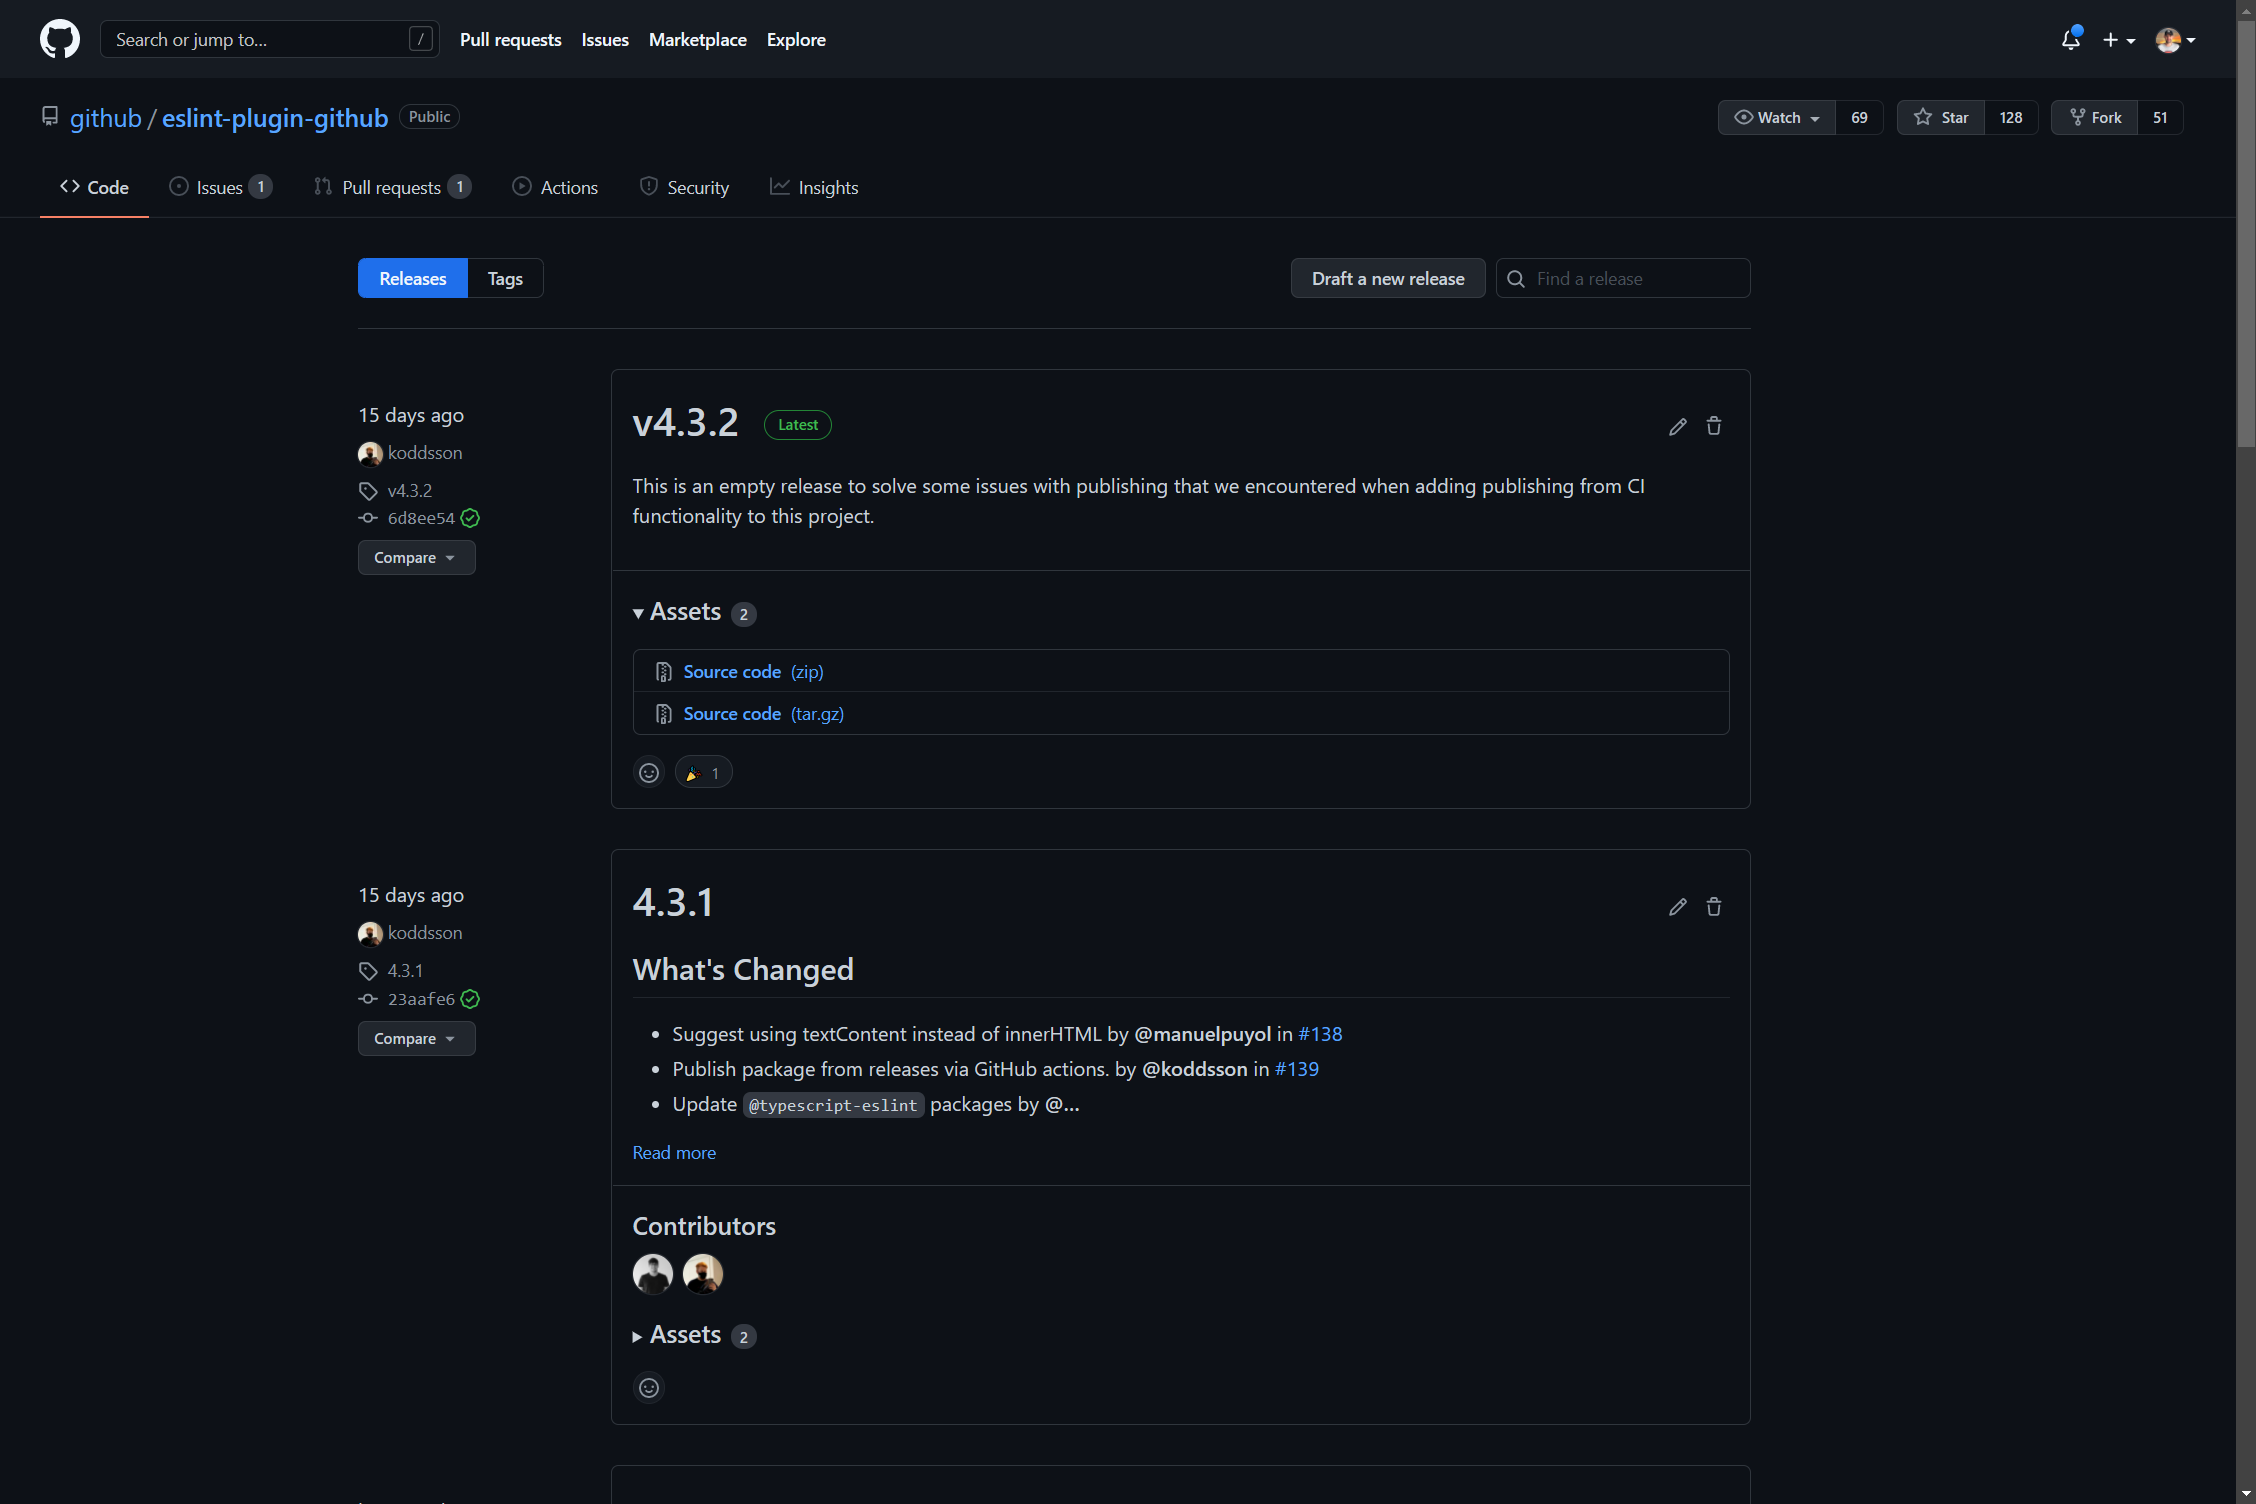 Search or jump to... /
Pull requests Issues Marketplace Explore
github / eslint-plugin-github Public
Watch 69 Star 128 Fork 51
Code Issues 1 Pull requests 1 Actions Security Insights
Releases Tags
Draft a new release Find a release
15 days ago
koddsson
v4.3.2
6d8ee54
Compare
v4.3.2 Latest
This is an empty release to solve some issues with publishing that we encountered when adding publishing from CI
functionality to this project.
Assets 2
Source code (zip)
Source code (tar.gz)
1
15 days ago
koddsson
4.3.1
23aafe6
Compare
4.3.1
What's Changed
Suggest using textContent instead of innerHTML by @manuelpuyol in #138
Publish package from releases via GitHub actions. by @koddsson in #139
Update @typescript-eslint packages by @...
Read more
Contributors
Assets 2